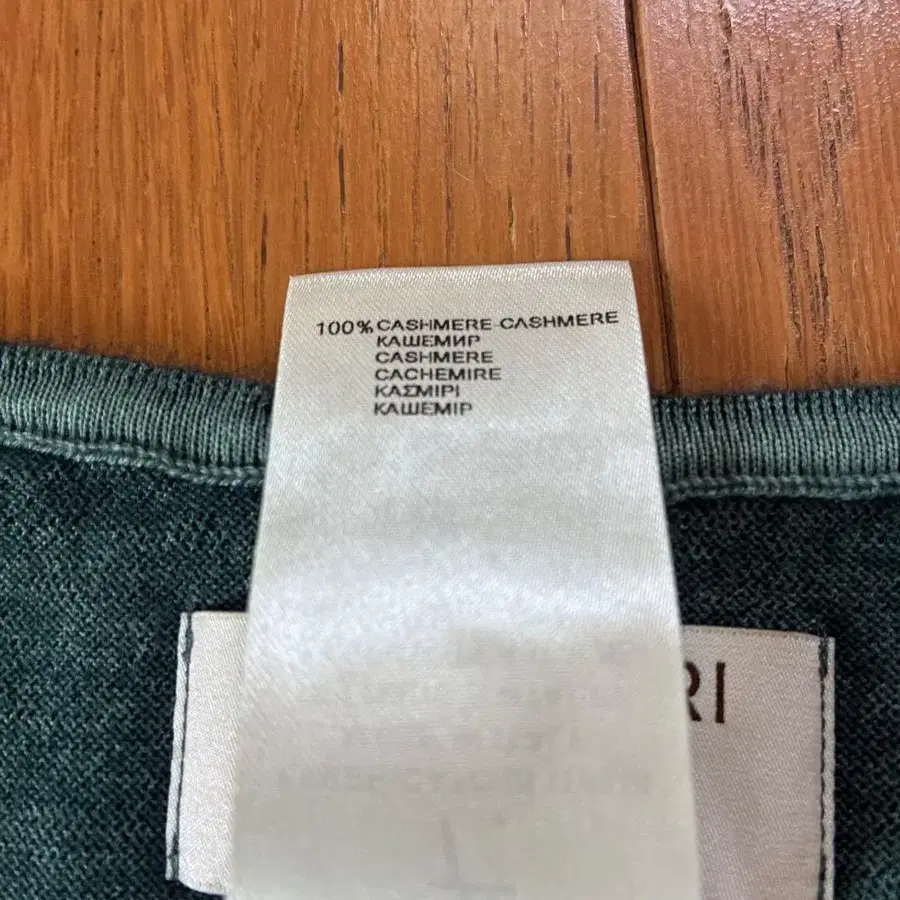 100% CASHMERE-CASHMERE
КАШЕМИР
CASHMERE
CACHEMIRE
ΚΑΣΜΙΡΙ
КАШЕМІР
RI